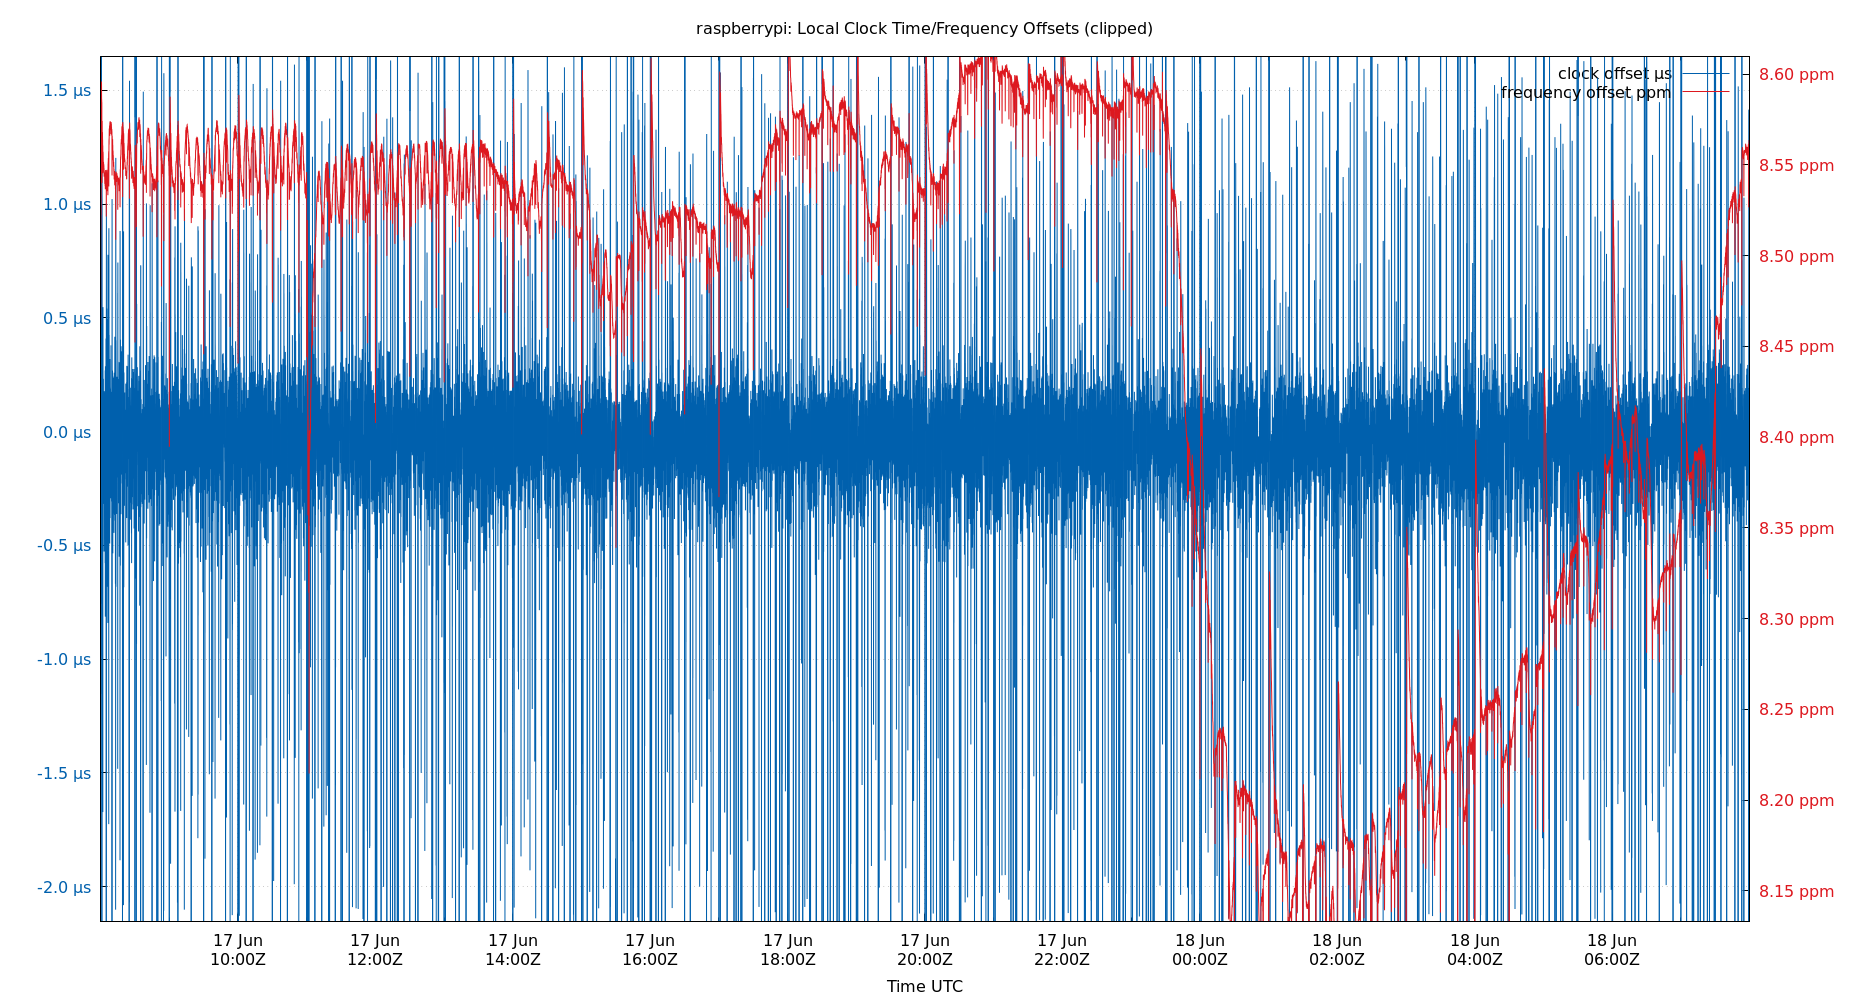 raspberrypi: Local Clock Time/Frequency Offsets (clipped)
clock offset µs
frequency offset ppm
1.5 µs
1.0 µs
0.5 µs
0.0 µs
-0.5 µs
-1.0 µs
-1.5 µs
-2.0 µs
8.60 ppm
8.55 ppm
8.50 ppm
8.45 ppm
8.40 ppm
8.35 ppm
8.30 ppm
8.25 ppm
8.20 ppm
8.15 ppm
17 Jun
10:00Z
17 Jun
12:00Z
17 Jun
14:00Z
17 Jun
16:00Z
17 Jun
18:00Z
17 Jun
20:00Z
17 Jun
22:00Z
18 Jun
00:00Z
18 Jun
02:00Z
18 Jun
04:00Z
18 Jun
06:00Z
Time UTC